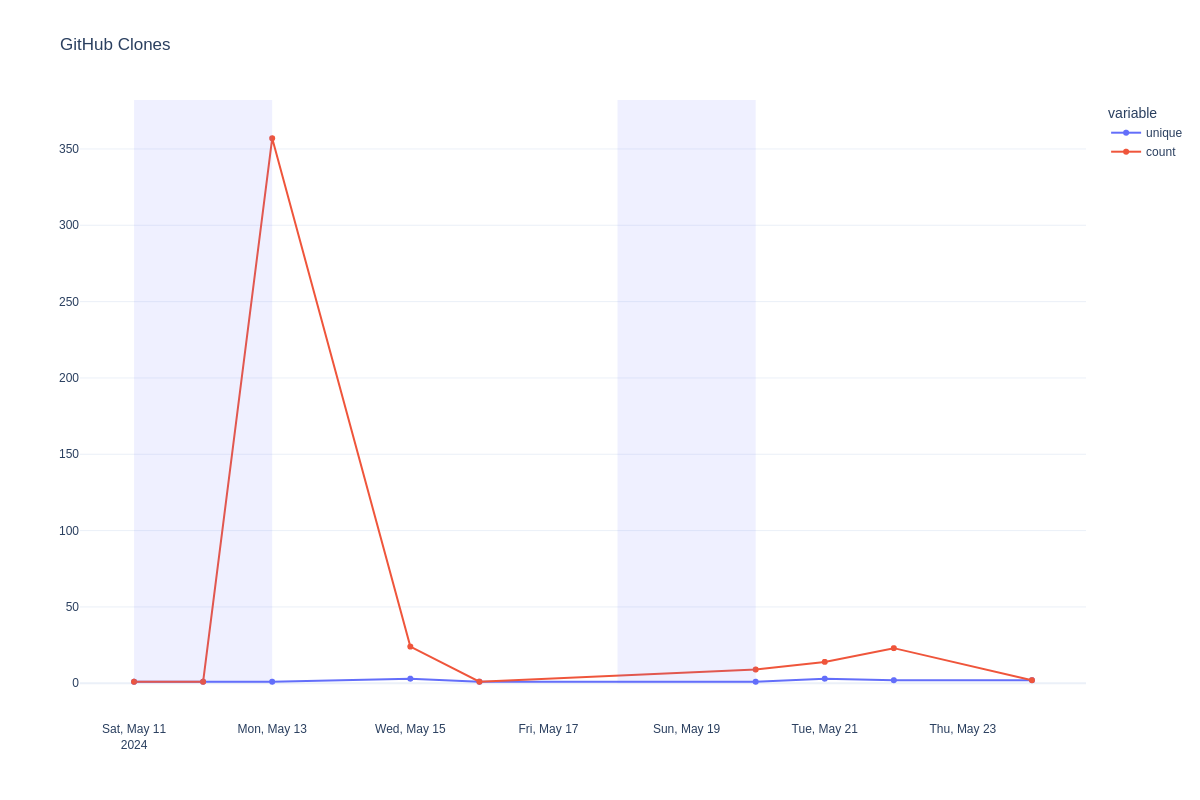 GitHub Clones
variable
unique
count
350
300
250
200
150
100
50
0
Sat, May 11
2024
Mon, May 13
Wed, May 15
Fri, May 17
Sun, May 19
Tue, May 21
Thu, May 23